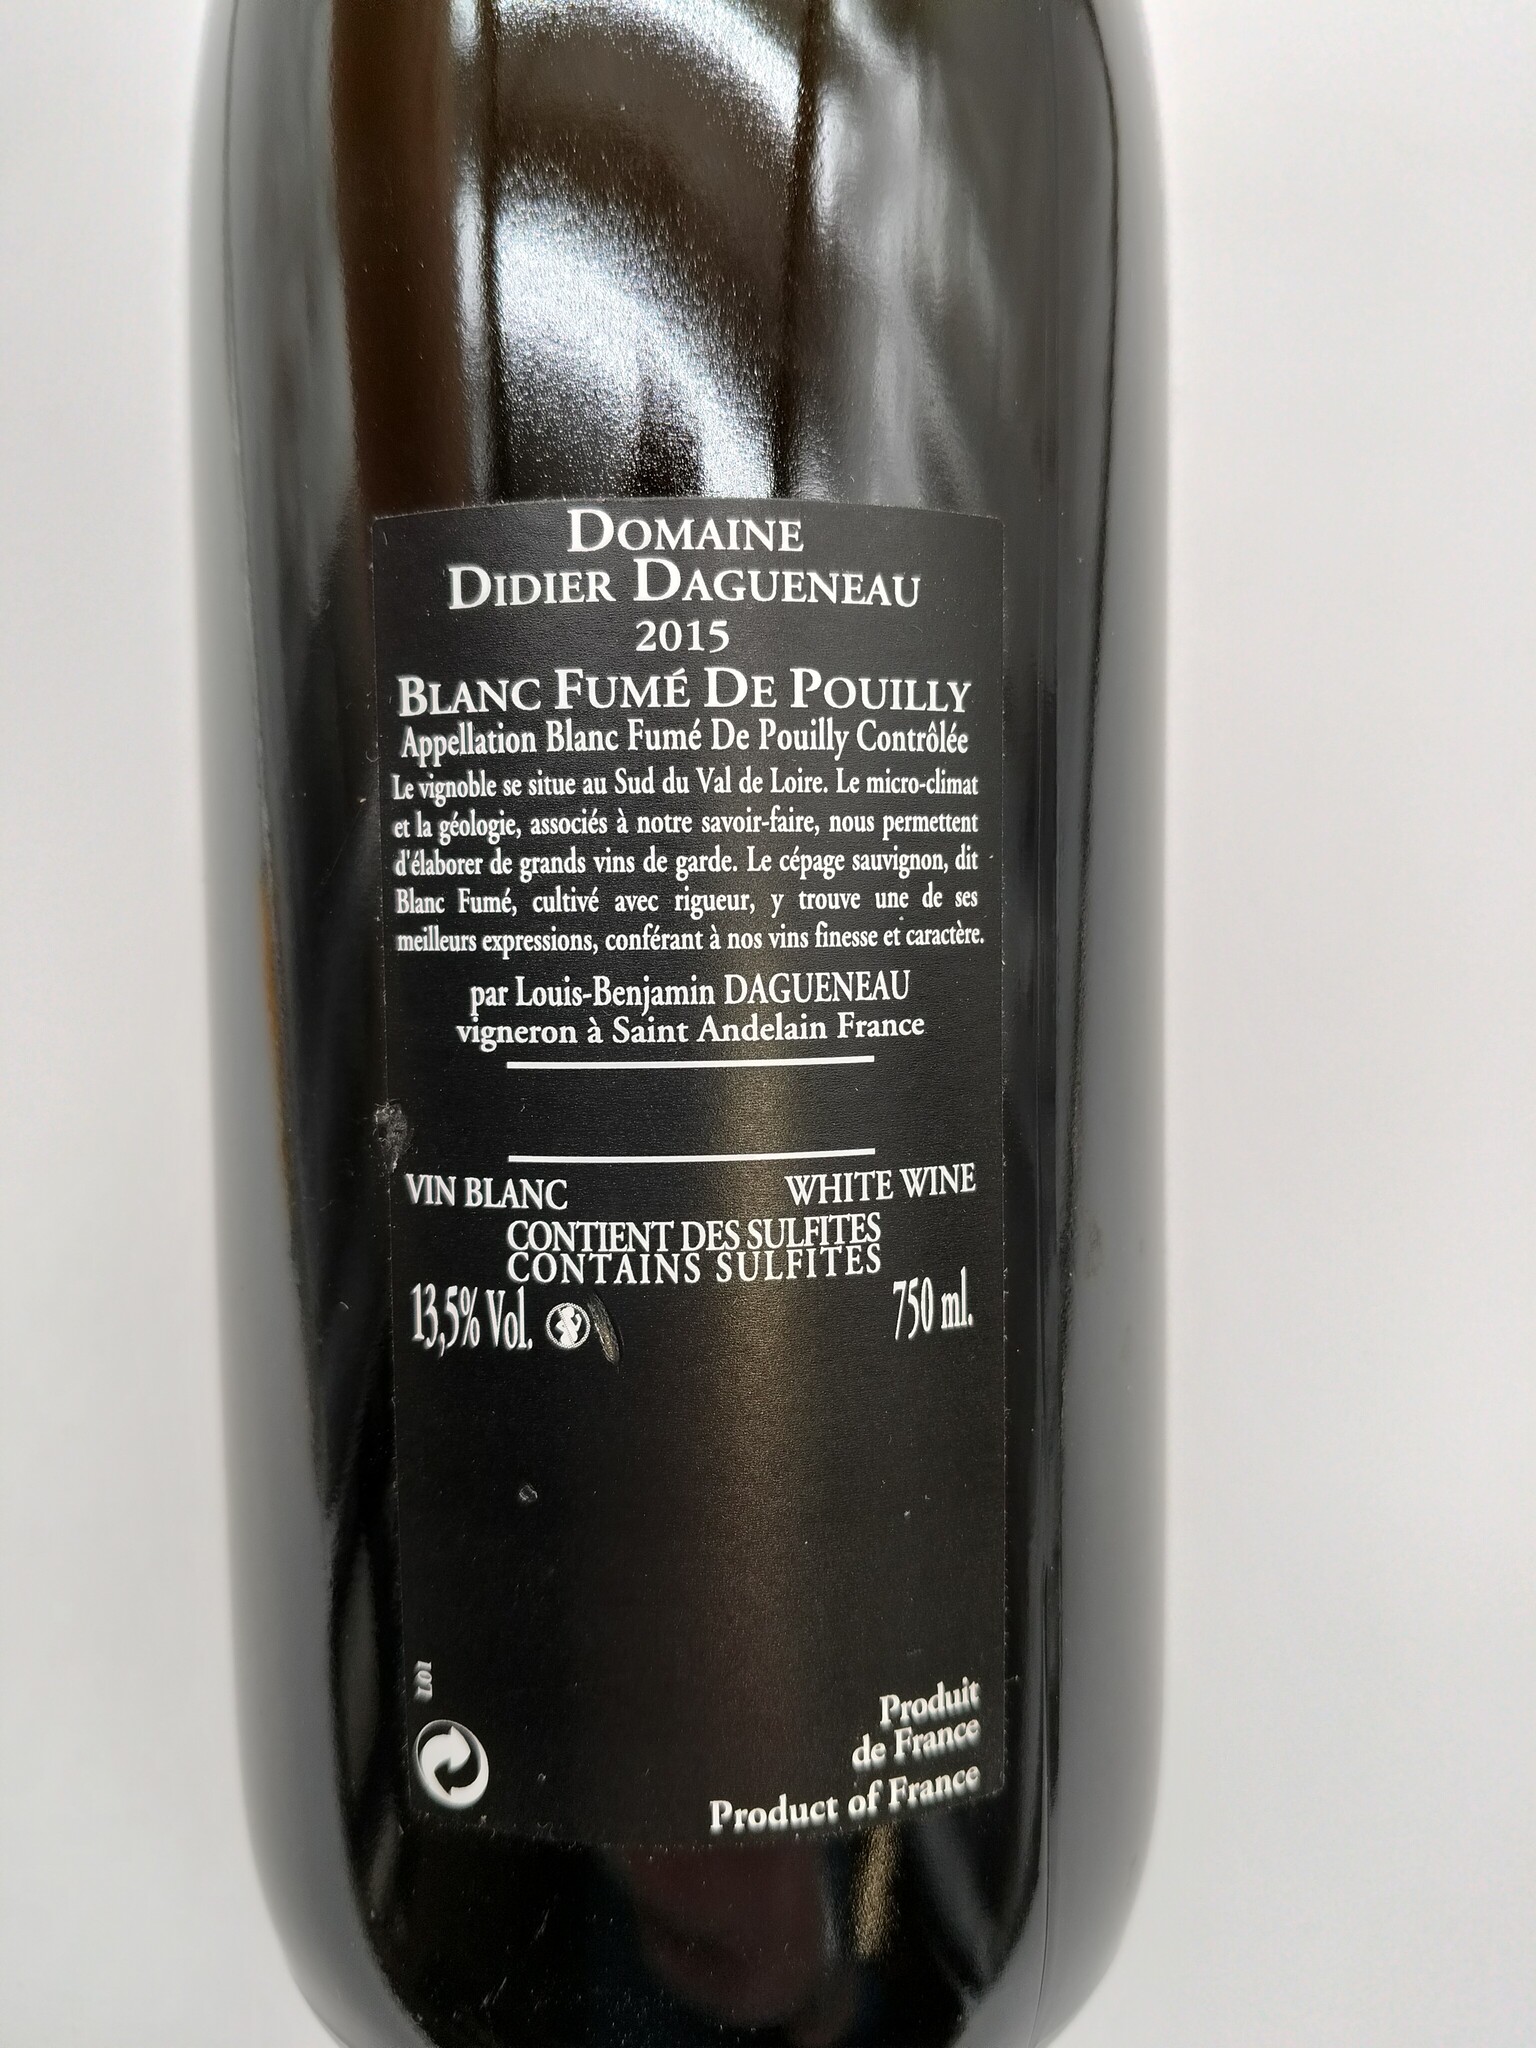 DOMAINE
DIDIER DAGUENEAU
2015
BLANC FUMÉ DE POUILLY
Appellation Blanc Fumé De Pouilly Contrôlée
Le vignoble se situe au Sud du Val de Loire. Le micro-climat
et la géologie, associés à notre savoir-faire, nous permettent
d'élaborer de grands vins de garde. Le cépage sauvignon, dit
Blanc Fumé, cultivé avec rigueur, y trouve une de ses
meilleurs expressions, conférant à nos vins finesse et caractère.
par Louis-Benjamin DAGUENEAU
vigneron à Saint Andelain France
VIN BLANC WHITE WINE
CONTIENT DES SULFITES
CONTAINS SULFITES
13,5% Vol. 750 ml.
L01
Produit
de France
Product of France